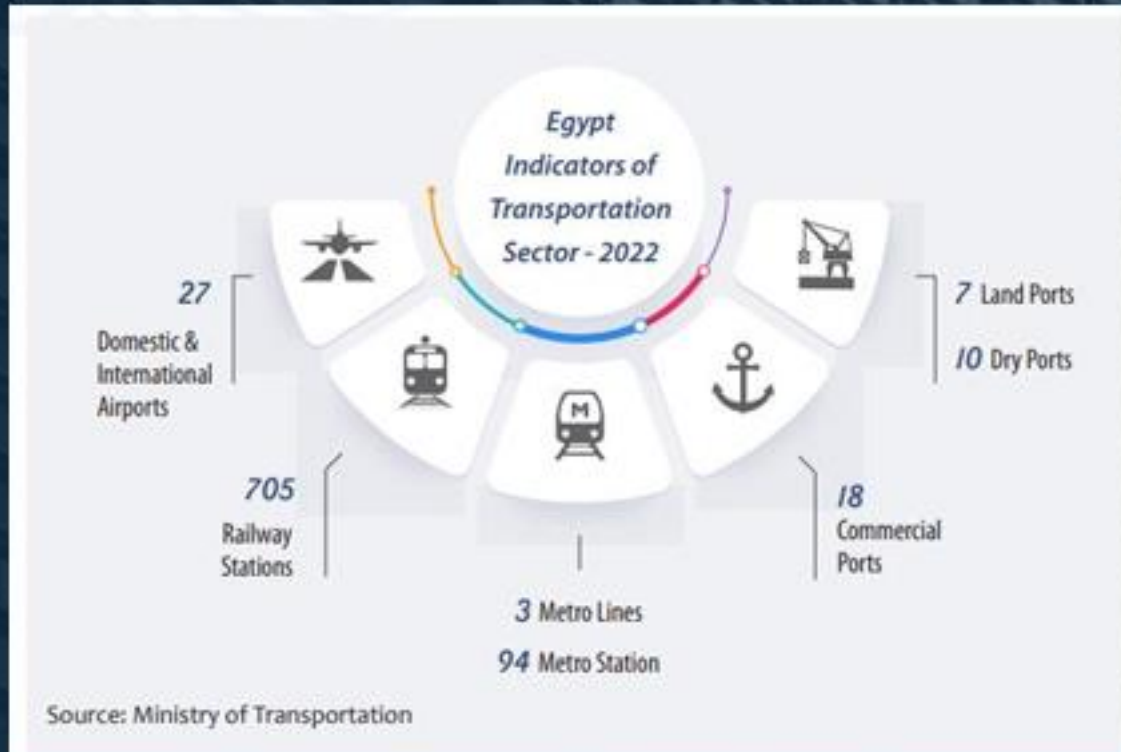 Egypt
Indicators of
Transportation
Sector - 2022
27
Domestic &
International
Airports
705
Railway
Stations
M
3 Metro Lines
94 Metro Station
18
Commercial
Ports
7 Land Ports
10 Dry Ports
Source: Ministry of Transportation